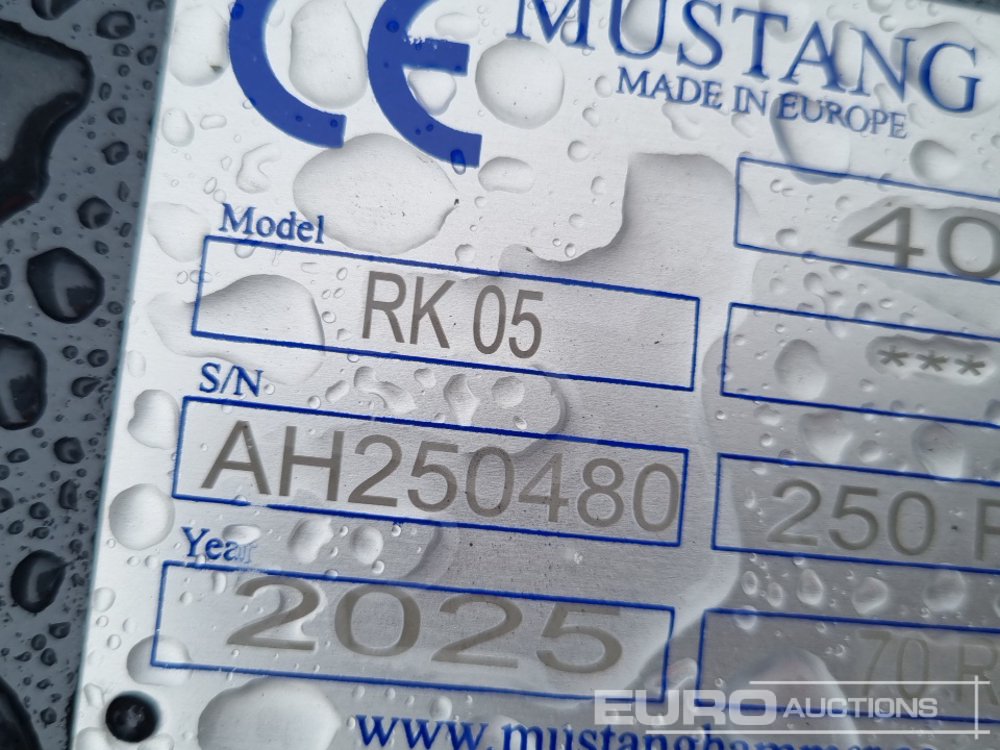 CE MUSTANG
MADE IN EUROPE
Model
40
RK 05
***
S/N
AH250480
250
Year
2025
70
EURO AUCTIONS